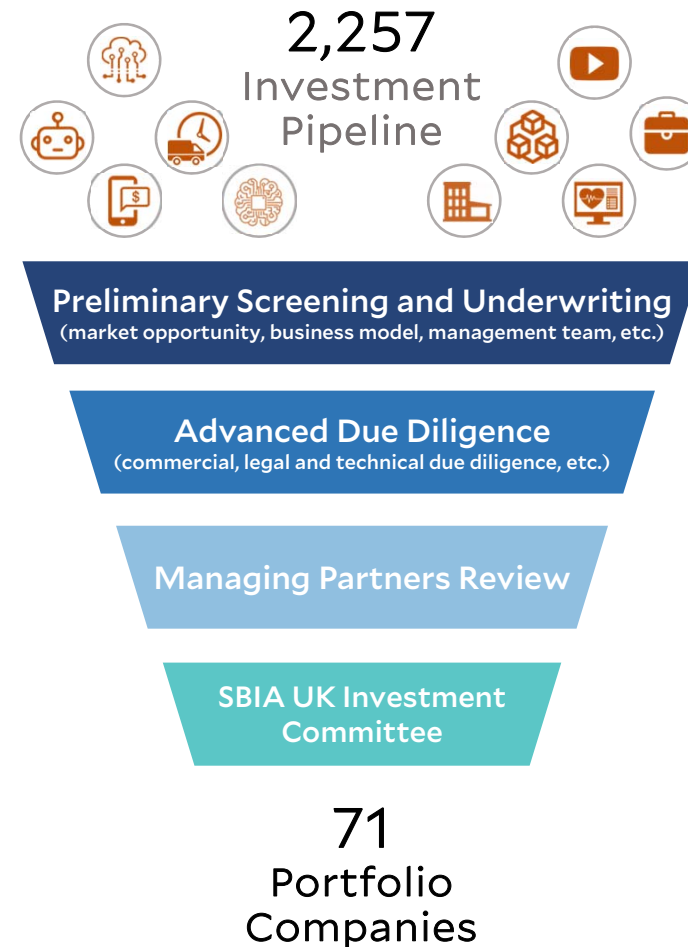 2,257
Investment
Pipeline
$
Preliminary Screening and Underwriting
(market opportunity, business model, management team, etc.)
Advanced Due Diligence
(commercial, legal and technical due diligence, etc.)
Managing Partners Review
SBIA UK Investment
Committee
71
Portfolio
Companies